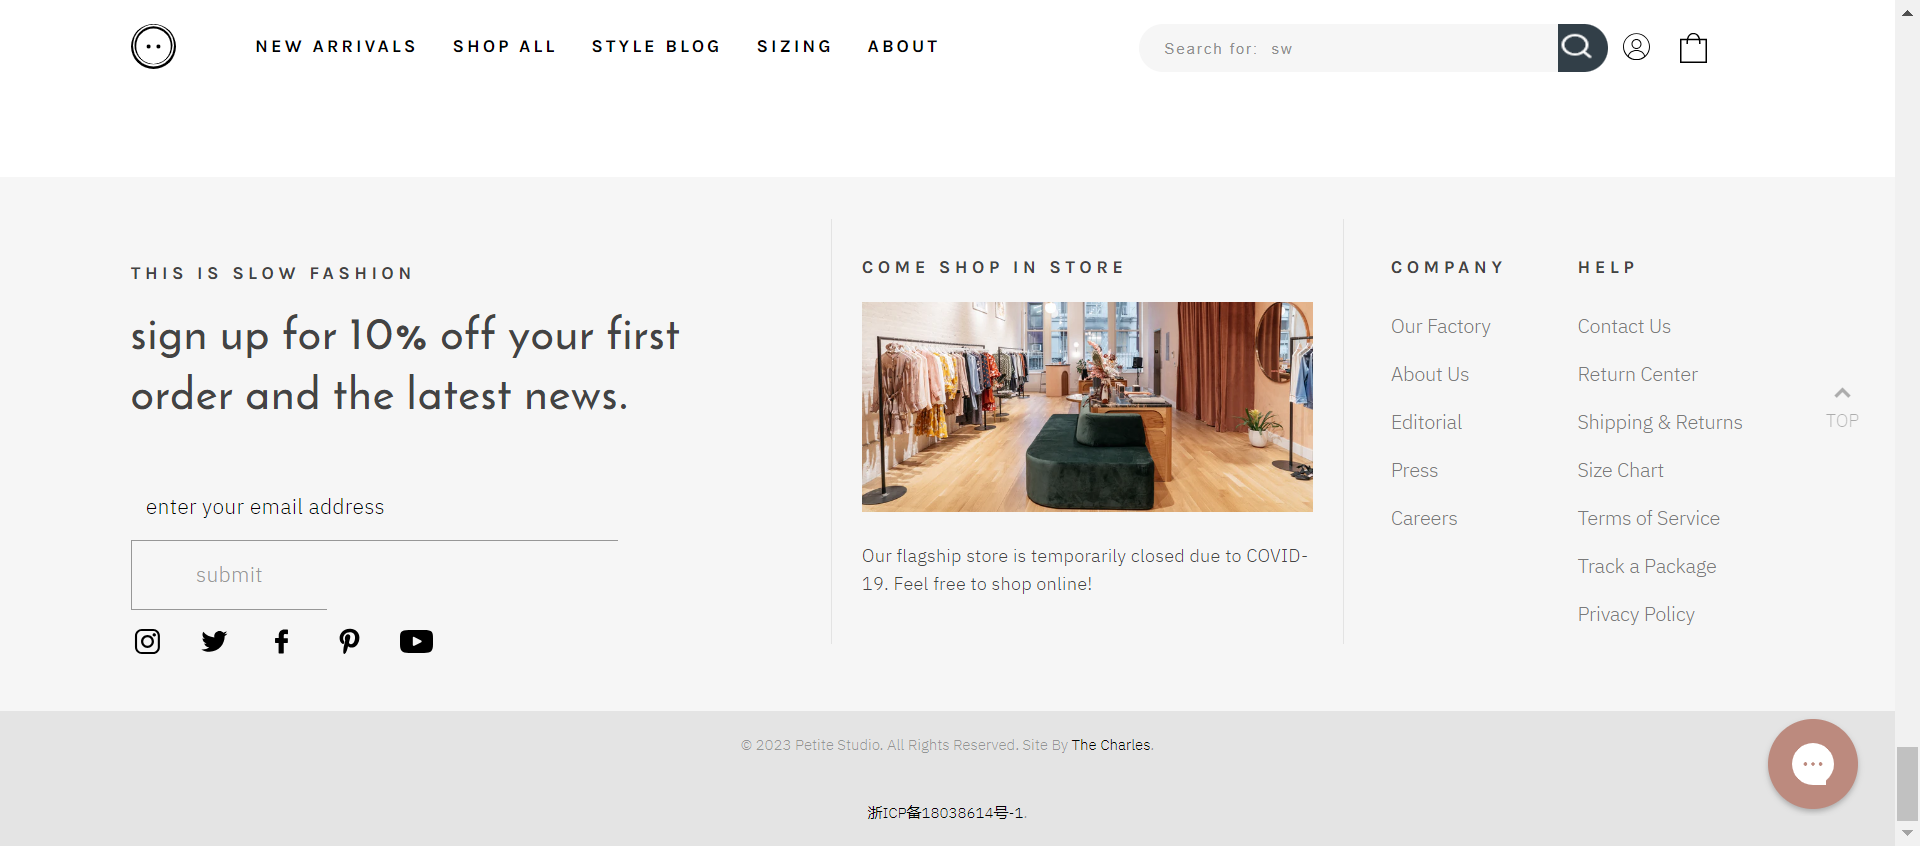 NEW ARRIVALS SHOP ALL STYLE BLOG SIZING ABOUT
Search for: sw
THIS IS SLOW FASHION
sign up for 10% off your first
order and the latest news.
enter your email address
submit
COME SHOP IN STORE
Our flagship store is temporarily closed due to COVID-
19. Feel free to shop online!
COMPANY
Our Factory
About Us
Editorial
Press
Careers
HELP
Contact Us
Return Center
Shipping & Returns
Size Chart
Terms of Service
Track a Package
Privacy Policy
TOP
© 2023 Petite Studio. All Rights Reserved. Site By The Charles.
浙ICP备18038614号-1.